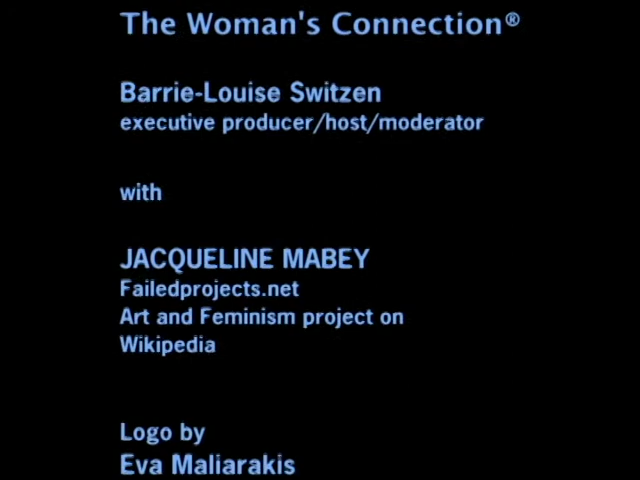 The Woman's Connection®
Barrie-Louise Switzen
executive producer/host/moderator
with
JACQUELINE MABEY
Failedprojects.net
Art and Feminism project on
Wikipedia
Logo by
Eva Maliarakis